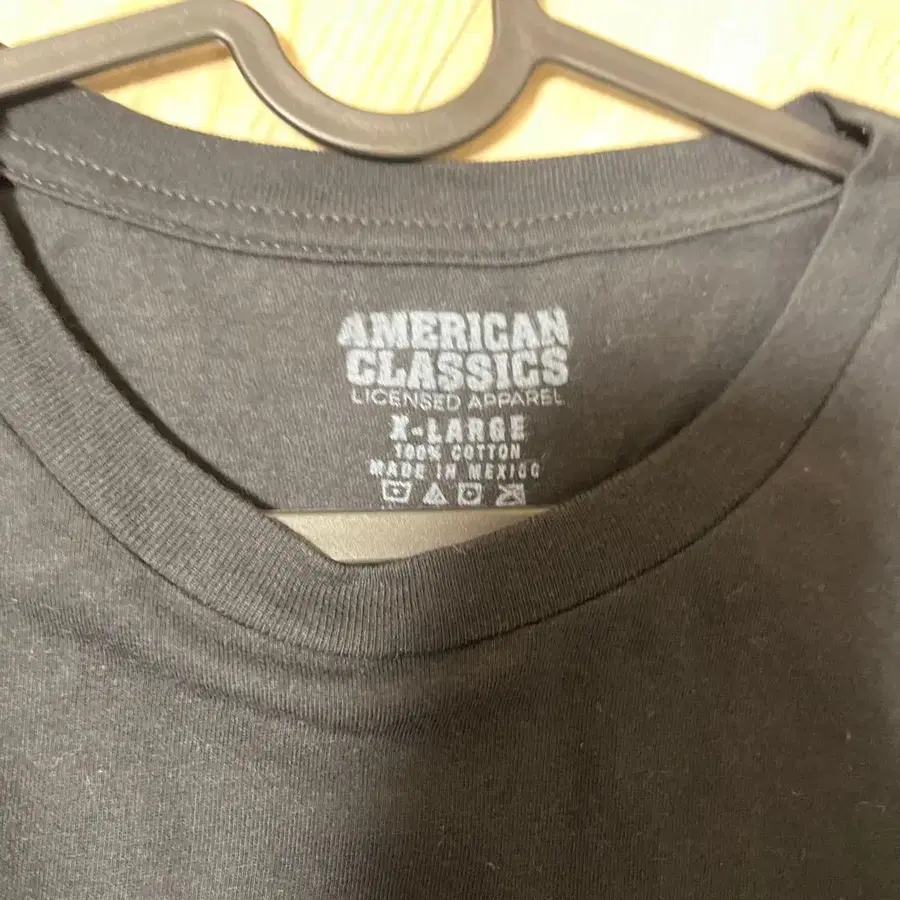 AMERICAN
CLASSICS
LICENSED APPAREL
X-LARGE
100% COTTON
MADE IN MEXICO